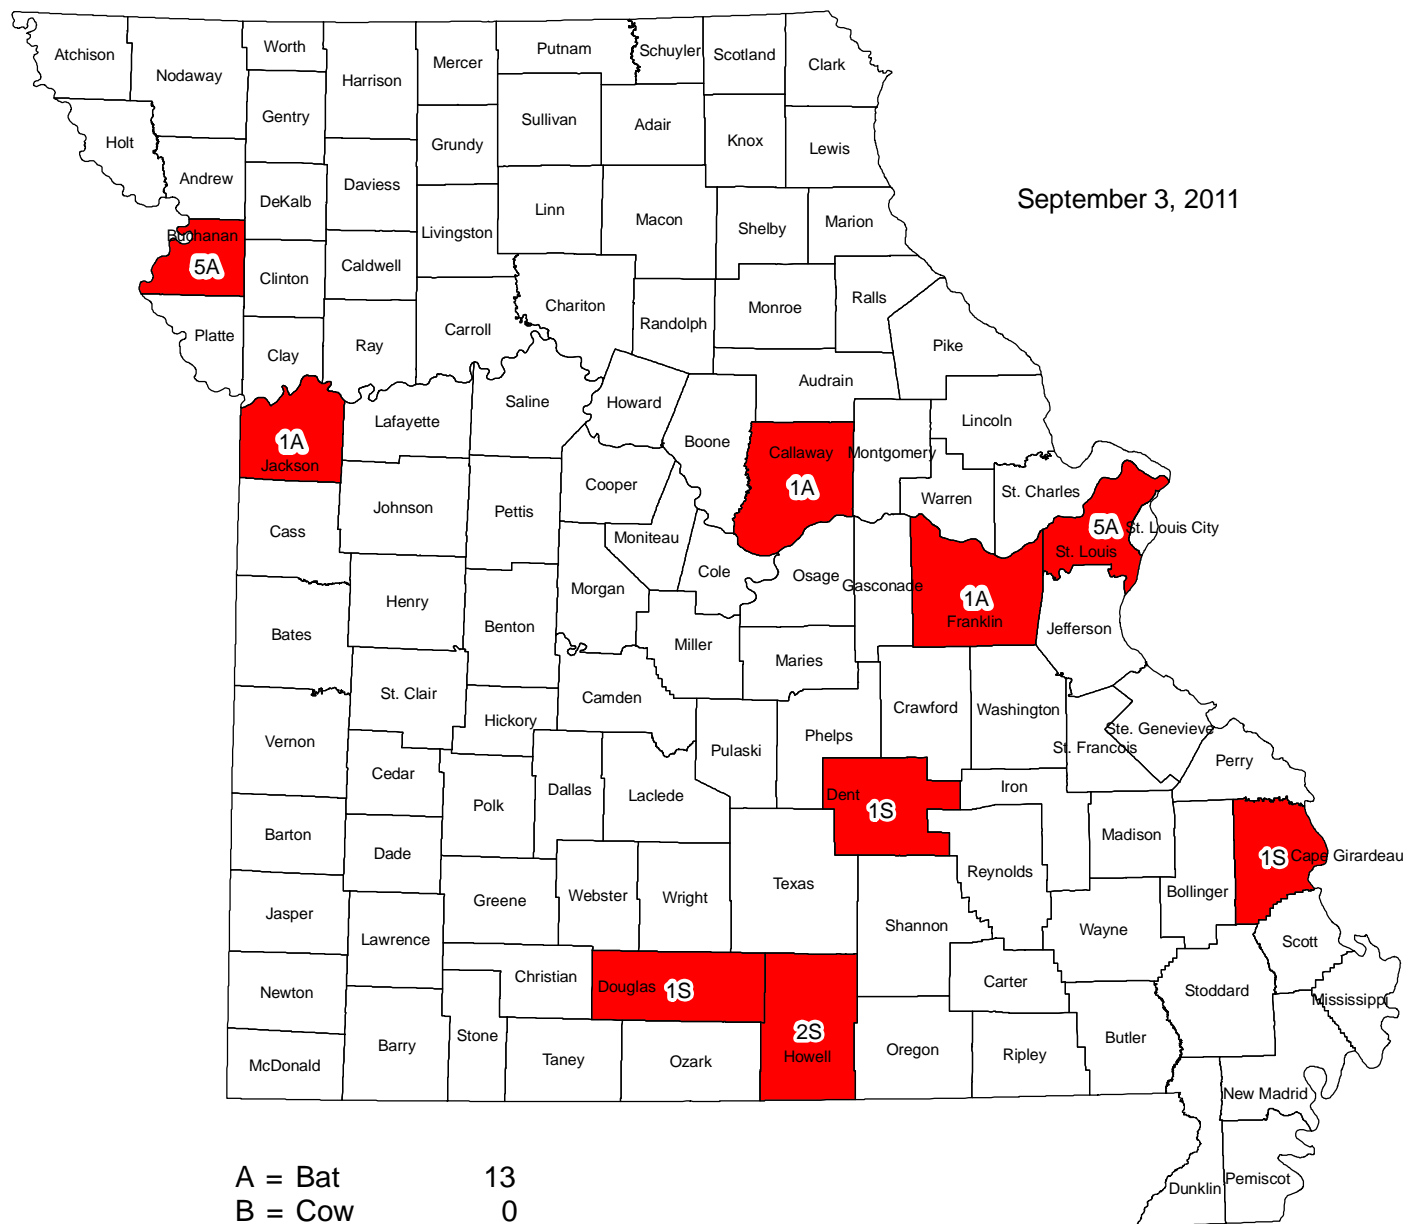 Atchison
Nodaway
Worth
Harrison
Mercer
Putnam
Schuyler
Scotland
Clark
Holt
Gentry
Sullivan
Adair
Knox
Lewis
Grundy
Andrew
DeKalb
Daviess
Linn
Macon
Shelby
Marion
September 3, 2011
Livingston
Buchanan
5A
Clinton
Caldwell
Chariton
Randolph
Monroe
Ralls
Platte
Clay
Ray
Carroll
Pike
Audrain
Saline
Howard
Lafayette
Boone
Lincoln
1A
Jackson
Callaway
1A
Montgomery
Cooper
Warren
St. Charles
Cass
Johnson
Pettis
Moniteau
5A
St. Louis
St. Louis City
Cole
Osage
Gasconade
Morgan
Henry
1A
Franklin
Bates
Benton
Miller
Maries
Jefferson
St. Clair
Camden
Crawford
Washington
Hickory
Vernon
Pulaski
Phelps
Ste. Genevieve
St. Francois
Perry
Cedar
Polk
Dallas
Laclede
Dent
1S
Iron
Barton
Dade
Madison
1S
Cape Girardeau
Reynolds
Texas
Webster
Wright
Greene
Bollinger
Jasper
Lawrence
Shannon
Wayne
Scott
Christian
Douglas
1S
Carter
Newton
Stoddard
Mississippi
2S
Howell
Barry
Stone
Taney
Ozark
Oregon
Ripley
Butler
McDonald
New Madrid
Dunklin
Pemiscot
A = Bat 13
B = Cow 0